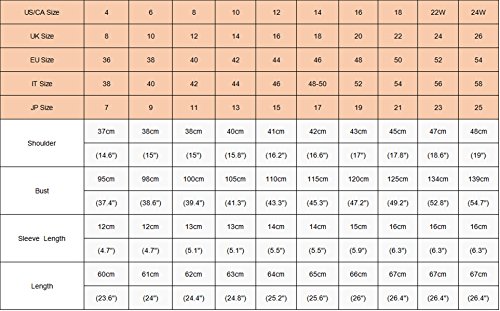 US/CA Size 4 6 8 10 12 14 16 18 22W 24W
UK Size 8 10 12 14 16 18 20 22 24 26
EU Size 36 38 40 42 44 46 48 50 52 54
IT Size 38 40 42 44 46 48-50 52 54 56 58
JP Size 7 9 11 13 15 17 19 21 23 25
Shoulder 37cm 38cm 38cm 40cm 41cm 42cm 43cm 45cm 47cm 48cm
(14.6") (15") (15") (15.8") (16.2") (16.6") (17") (17.8") (18.6") (19")
Bust 95cm 98cm 100cm 105cm 110cm 115cm 120cm 125cm 134cm 139cm
(37.4") (38.6") (39.4") (41.3") (43.3") (45.3") (47.2") (49.2") (52.8") (54.7")
Sleeve Length 12cm 12cm 13cm 13cm 14cm 14cm 15cm 16cm 16cm 16cm
(4.7") (4.7") (5.1") (5.1") (5.5") (5.5") (5.9") (6.3") (6.3") (6.3")
Length 60cm 61cm 62cm 63cm 64cm 65cm 66cm 67cm 67cm 67cm
(23.6") (24") (24.4") (24.8") (25.2") (25.6") (26") (26.4") (26.4") (26.4")